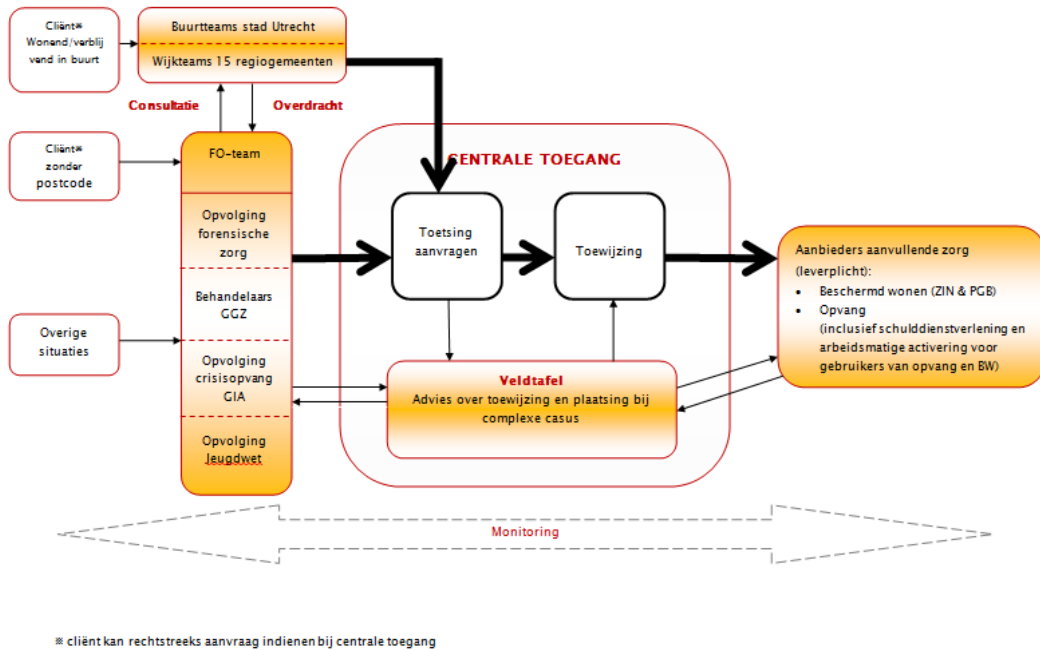 Cliënt※
Wonend/verblij
vend in buurt
Buurtteams stad Utrecht
Wijkteams 15 regiogemeenten
Consultatie
Overdracht
Cliënt※
zonder
postcode
FO-team
Opvolging
forensische
zorg
Behandelaars
GGZ
Overige
situaties
Opvolging
crisisopvang
GIA
Opvolging
Jeugdwet
CENTRALE TOEGANG
Toetsing
aanvragen
Toewijzing
Veldtafel
Advies over toewijzing en plaatsing bij
complexe casus
Aanbieders aanvullende zorg
(leverplicht):
• Beschermd wonen (ZIN & PGB)
• Opvang
(inclusief schulddienstverlening en
arbeidsmatige activering voor
gebruikers van opvang en BW)
Monitoring
※ cliënt kan rechtstreeks aanvraag indienen bij centrale toegang